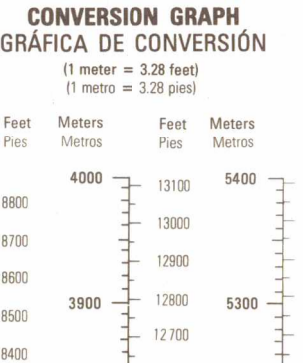 CONVERSION GRAPH
GRÁFICA DE CONVERSIÓN
(1 meter = 3.28 feet)
(1 metro = 3.28 pies)
Feet Meters Feet Meters
Pies Metros Pies Metros
4000 13100 5400
8800
13000
8700
12900
8600
3900 12800 5300
8500
12700
8400